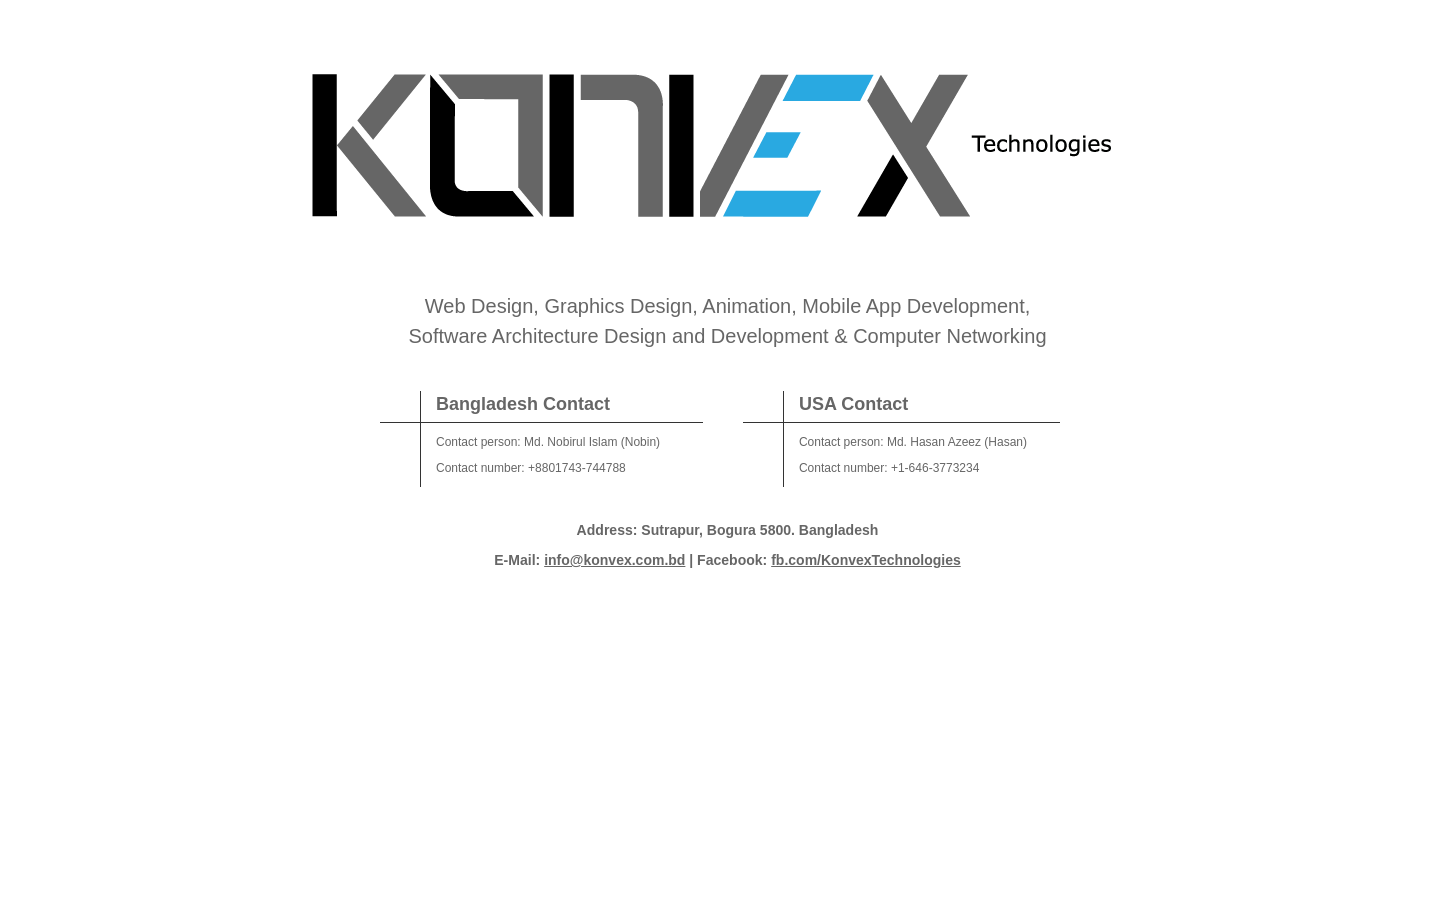 KONVEX Technologies
Web Design, Graphics Design, Animation, Mobile App Development,
Software Architecture Design and Development & Computer Networking
Bangladesh Contact
Contact person: Md. Nobirul Islam (Nobin)
Contact number: +8801743-744788
USA Contact
Contact person: Md. Hasan Azeez (Hasan)
Contact number: +1-646-3773234
Address: Sutrapur, Bogura 5800. Bangladesh
E-Mail: info@konvex.com.bd | Facebook: fb.com/KonvexTechnologies